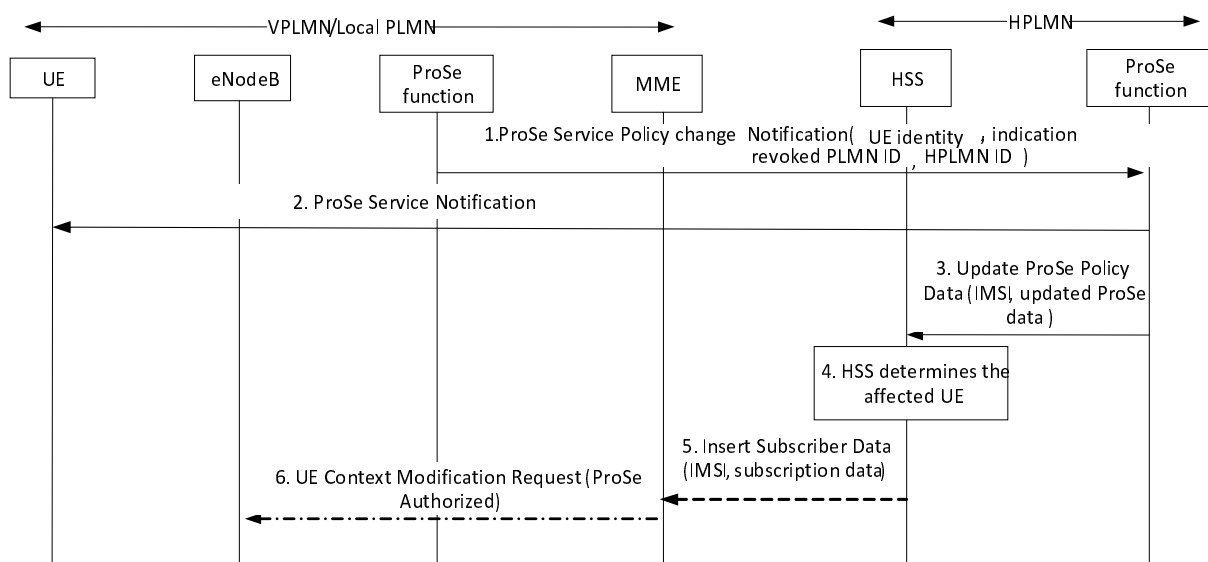 VPLMN/Local PLMN
HPLMN
UE
eNodeB
ProSe
function
MME
HSS
ProSe
function
1.ProSe Service Policy change Notification( UE identity , indication
revoked PLMN ID , HPLMN ID )
2. ProSe Service Notification
3. Update ProSe Policy
Data (IMSI, updated ProSe
data )
4. HSS determines the
affected UE
5. Insert Subscriber Data
(IMSI, subscription data)
6. UE Context Modification Request (ProSe
Authorized)